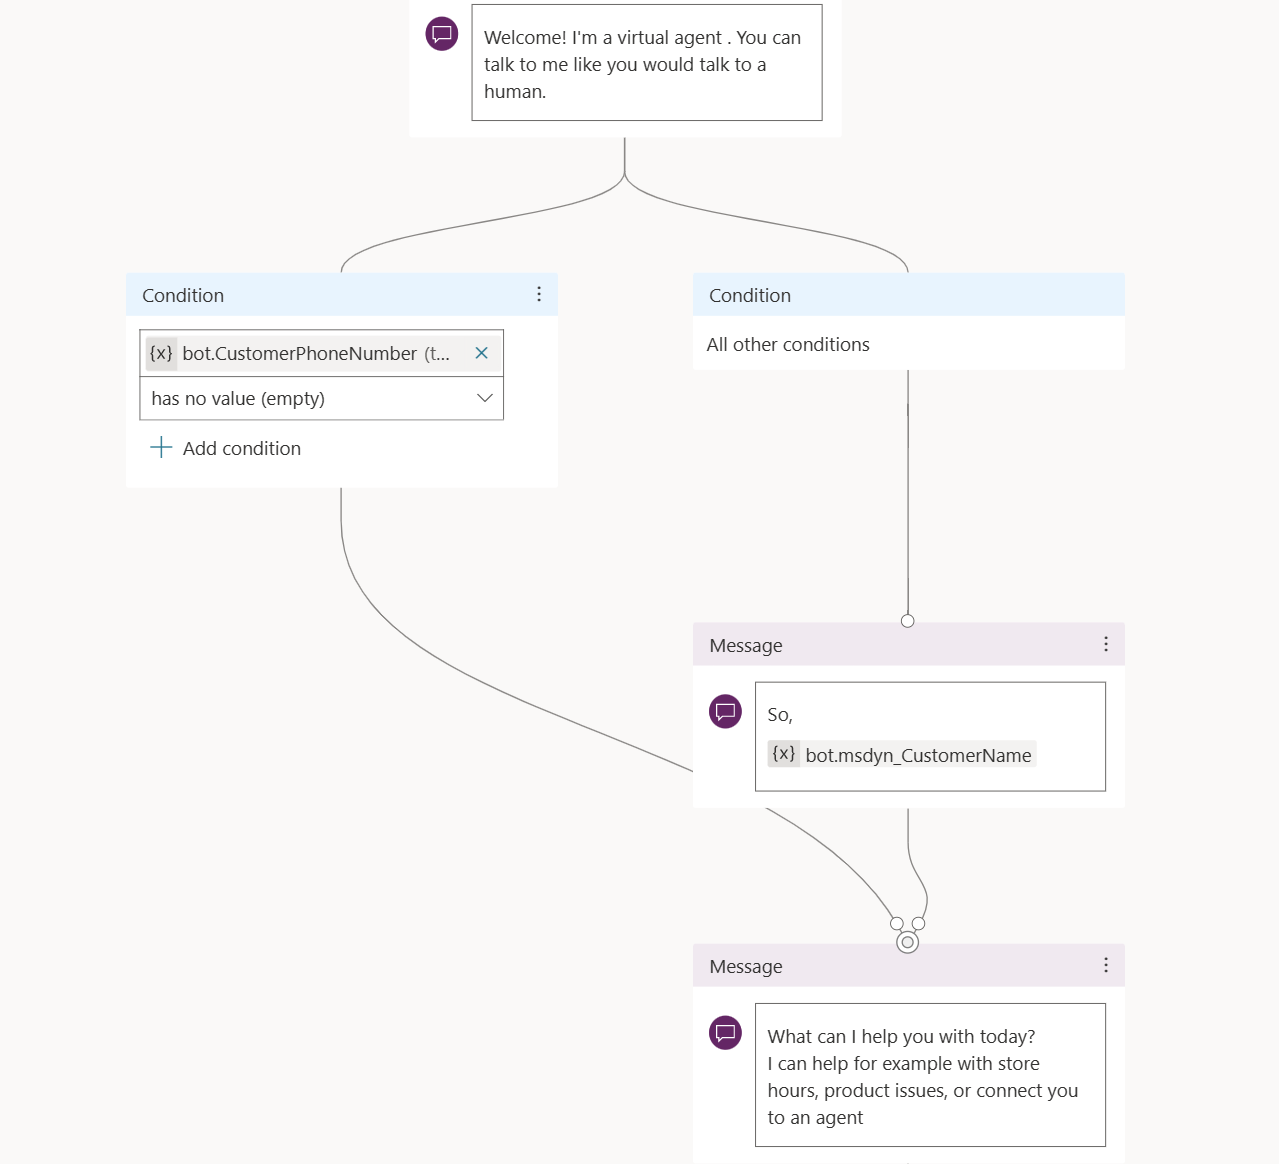 Welcome! I'm a virtual agent . You can
talk to me like you would talk to a
human.
Condition
{x} bot.CustomerPhoneNumber (t...
has no value (empty)
Add condition
Condition
All other conditions
Message
So,
{x} bot.msdyn_CustomerName
Message
What can I help you with today?
I can help for example with store
hours, product issues, or connect you
to an agent